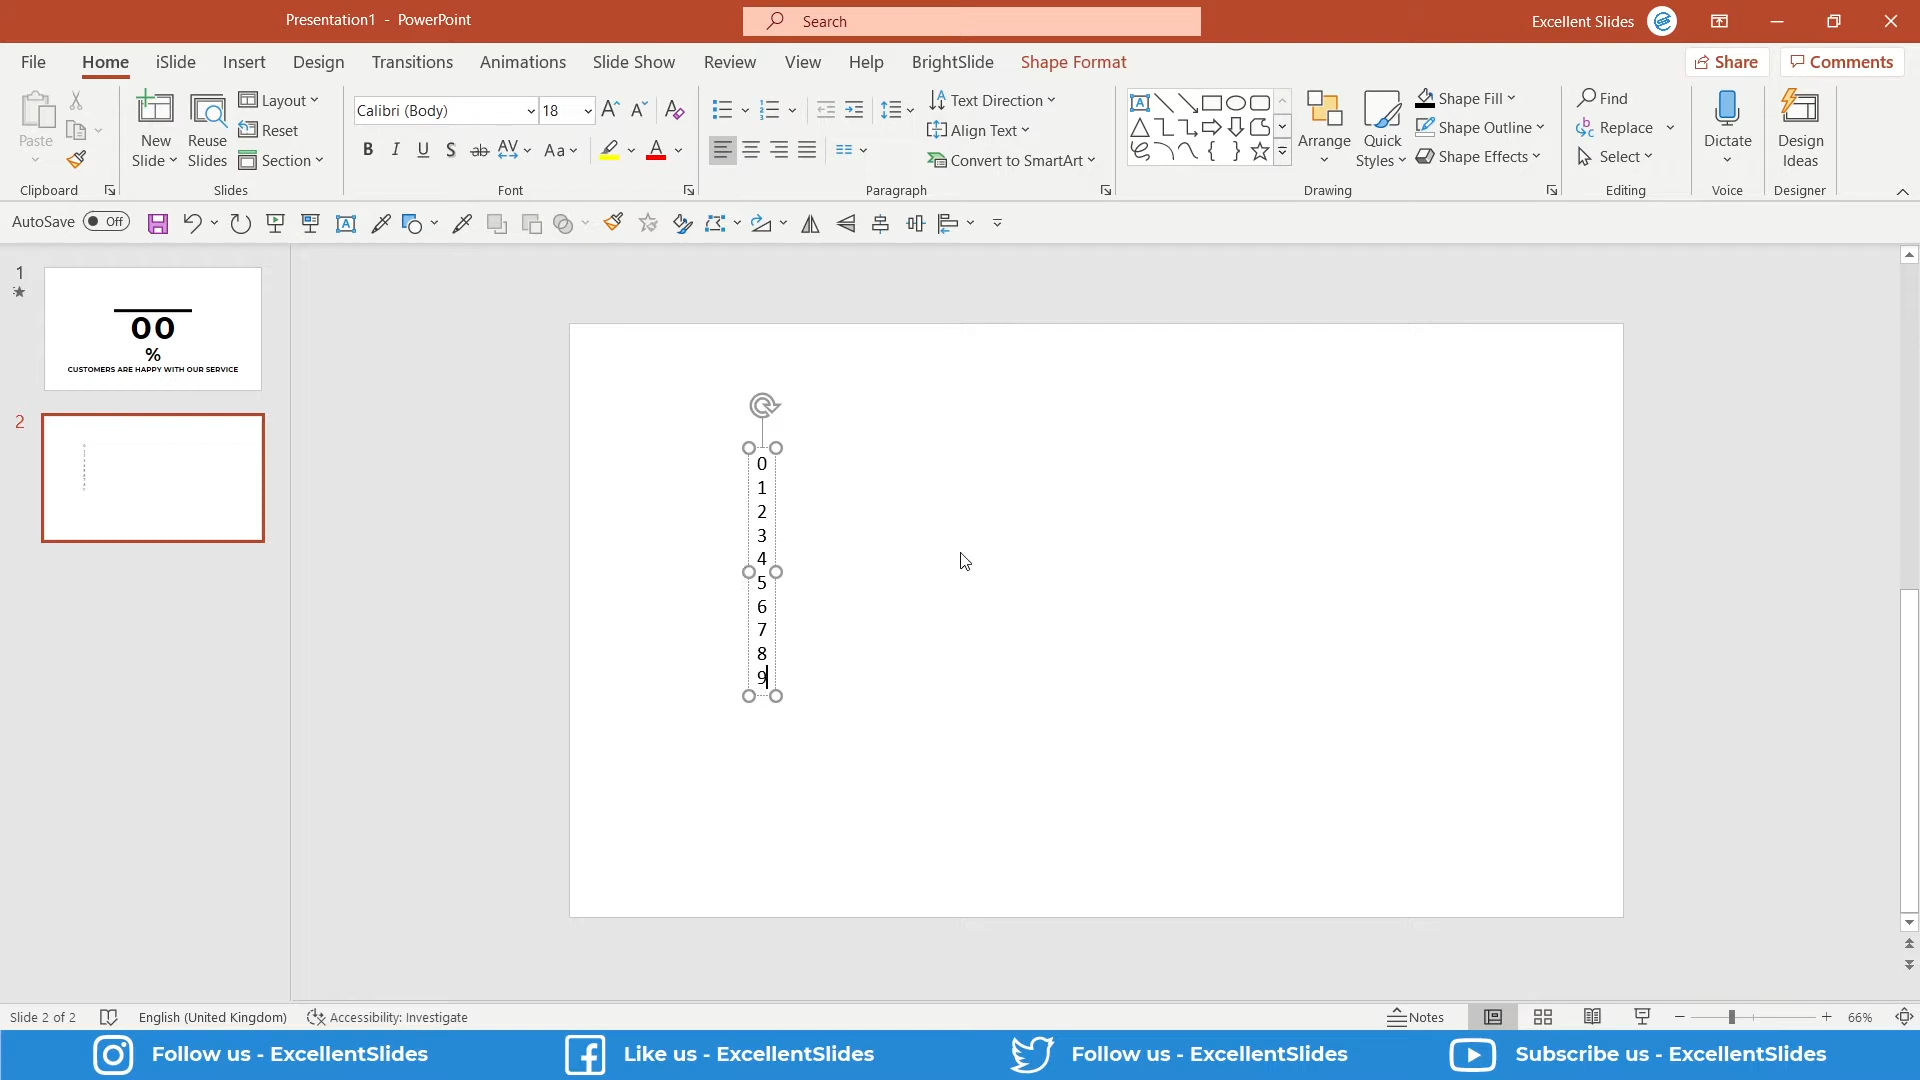 Presentation1 - PowerPoint
Search
Excellent Slides
File Home iSlide Insert Design Transitions Animations Slide Show Review View Help BrightSlide Shape Format
Share Comments
Paste
New Slide
Reuse Slides
Layout
Reset
Section
Calibri (Body) 18
B I U S ab AV Aa
A
Text Direction
Align Text
Convert to SmartArt
Arrange
Quick Styles
Shape Fill
Shape Outline
Shape Effects
Find
Replace
Select
Dictate
Design Ideas
Clipboard Slides Font Paragraph Drawing Editing Voice Designer
AutoSave Off
1
00
%
CUSTOMERS ARE HAPPY WITH OUR SERVICE
2
0
1
2
3
4
5
6
7
8
9
Slide 2 of 2 English (United Kingdom) Accessibility: Investigate
Notes 66%
Follow us - ExcellentSlides
Like us - ExcellentSlides
Follow us - ExcellentSlides
Subscribe us - ExcellentSlides